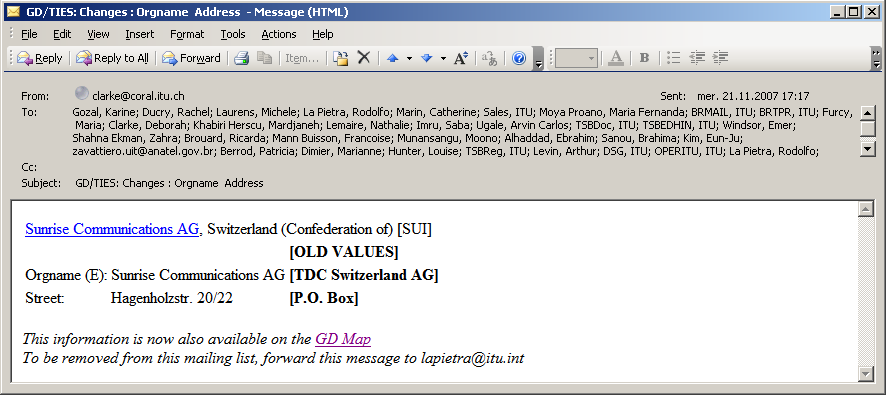 GD/TIES: Changes : Orgname  Address  - Message (HTML)
File Edit View Insert Format Tools Actions Help
Reply Reply to All Forward Item... A B
From: clarke@coral.itu.ch Sent: mer. 21.11.2007 17:17
To: Gozal, Karine; Ducry, Rachel; Laurens, Michele; La Pietra, Rodolfo; Marin, Catherine; Sales, ITU; Moya Proano, Maria Fernanda; BRMAIL, ITU; BRTPR, ITU; Furcy,
Maria; Clarke, Deborah; Khabiri Herscu, Mardjaneh; Lemaire, Nathalie; Imru, Saba; Ugale, Arvin Carlos; TSBDoc, ITU; TSBEDHIN, ITU; Windsor, Emer;
Shahna Ekman, Zahra; Brouard, Ricarda; Mann Buisson, Francoise; Munansangu, Moono; Alhaddad, Ebrahim; Sanou, Brahima; Kim, Eun-Ju;
zavattiero.uit@anatel.gov.br; Berrod, Patricia; Dimier, Marianne; Hunter, Louise; TSBReg, ITU; Levin, Arthur; DSG, ITU; OPERITU, ITU; La Pietra, Rodolfo;
Cc:
Subject: GD/TIES: Changes : Orgname  Address
Sunrise Communications AG, Switzerland (Confederation of) [SUI]
[OLD VALUES]
Orgname (E): Sunrise Communications AG [TDC Switzerland AG]
Street: Hagenholzstr. 20/22 [P.O. Box]
This information is now also available on the GD Map
To be removed from this mailing list, forward this message to lapietra@itu.int